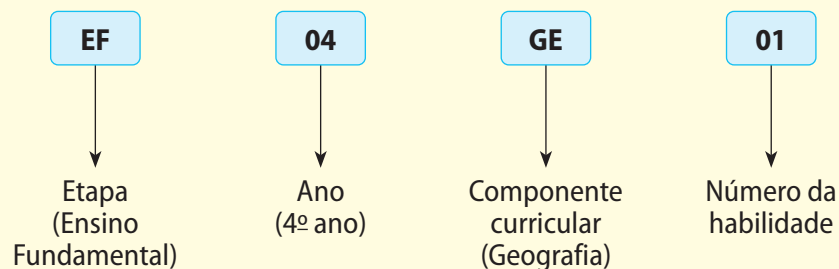 EF 04 GE 01
Etapa
(Ensino
Fundamental)
Ano
(4º ano)
Componente
curricular
(Geografia)
Número da
habilidade